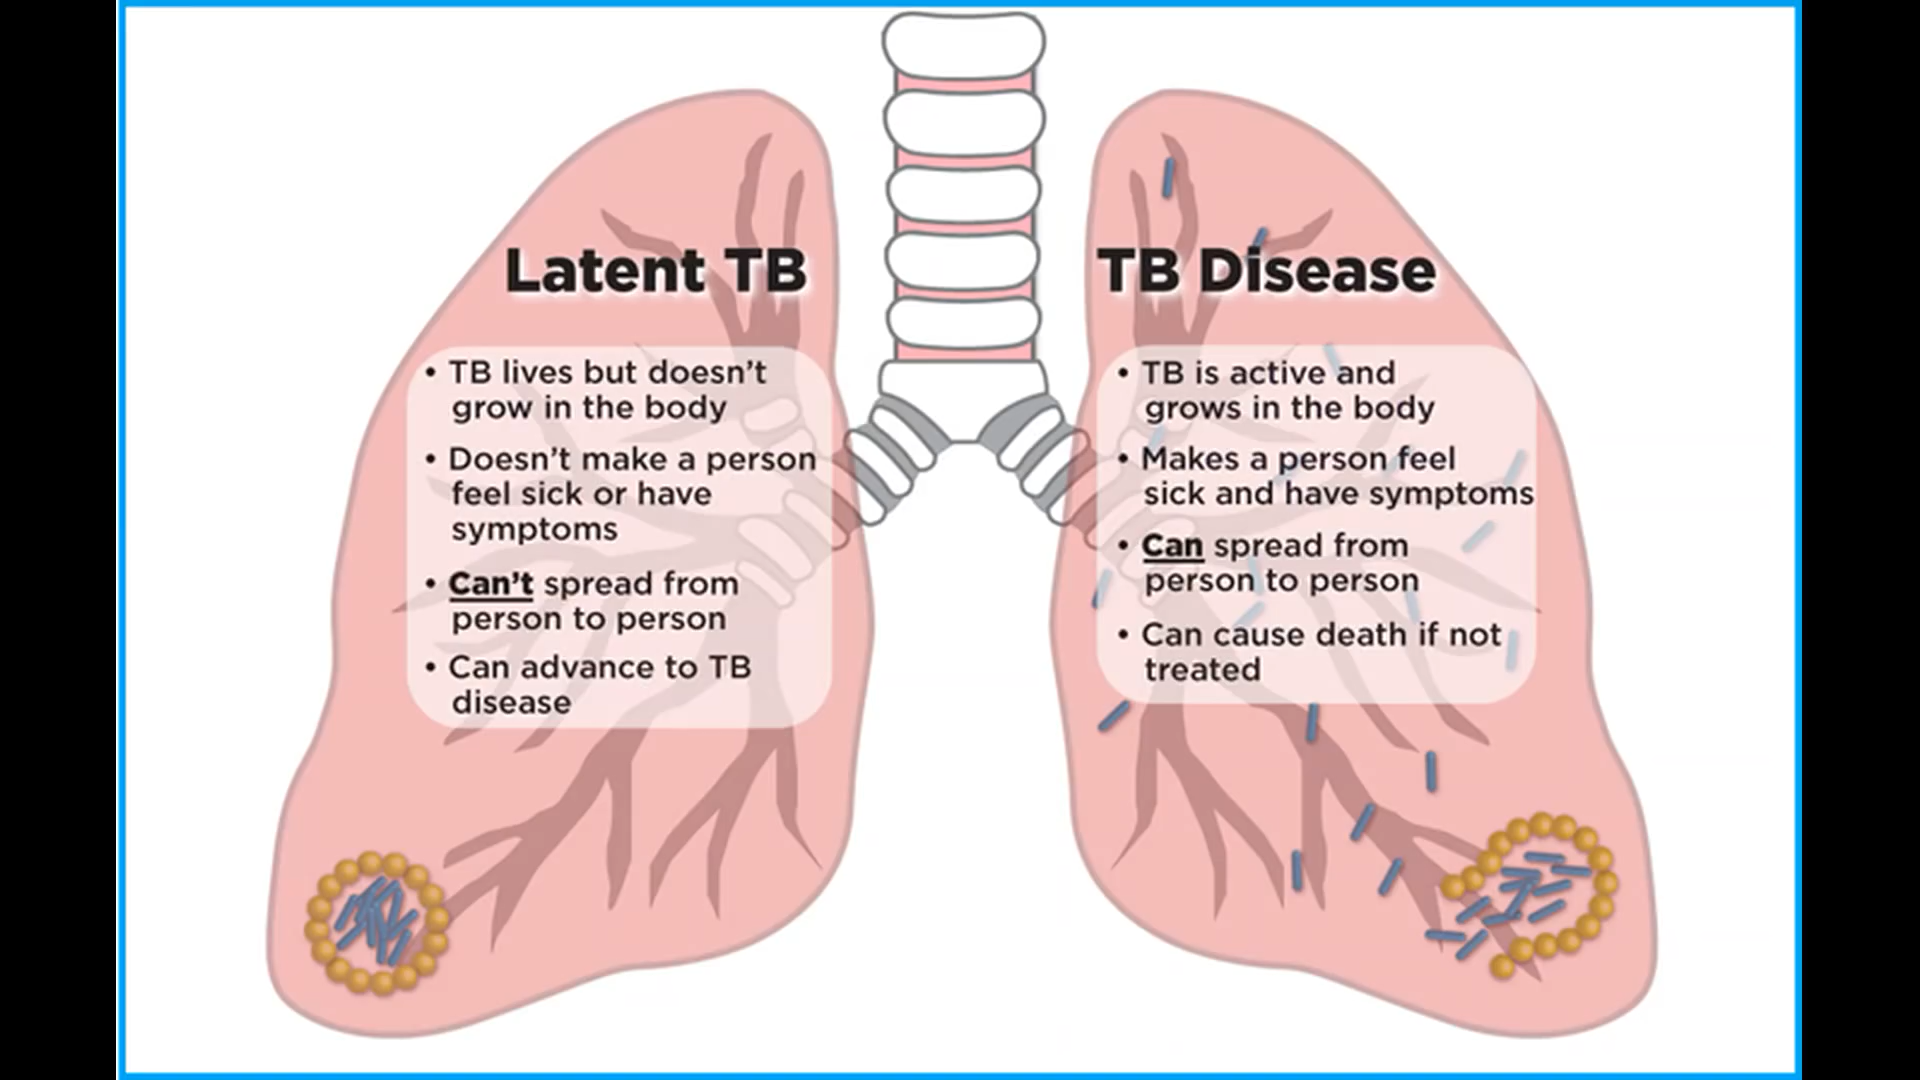 Latent TB
• TB lives but doesn't
grow in the body
• Doesn't make a person
feel sick or have
symptoms
• Can't spread from
person to person
• Can advance to TB
disease
TB Disease
• TB is active and
grows in the body
• Makes a person feel
sick and have symptoms
• Can spread from
person to person
• Can cause death if not
treated